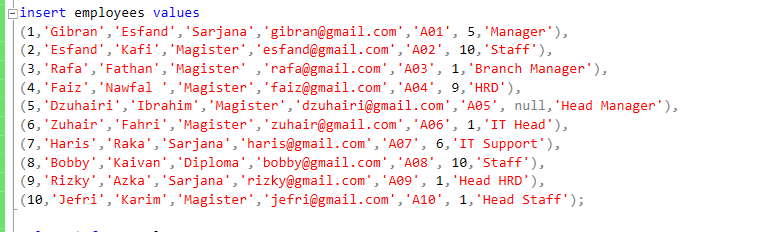 insert employees values
(1,'Gibran','Esfand','Sarjana','gibran@gmail.com','A01', 5,'Manager'),
(2,'Esfand','Kafi','Magister','esfand@gmail.com','A02', 10,'Staff'),
(3,'Rafa','Fathan','Magister' ,'rafa@gmail.com','A03', 1,'Branch Manager'),
(4,'Faiz','Nawfal ','Magister','faiz@gmail.com','A04', 9,'HRD'),
(5,'Dzuhairi','Ibrahim','Magister','dzuhairi@gmail.com','A05', null,'Head Manager'),
(6,'Zuhair','Fahri','Magister','zuhair@gmail.com','A06', 1,'IT Head'),
(7,'Haris','Raka','Sarjana','haris@gmail.com','A07', 6,'IT Support'),
(8,'Bobby','Kaivan','Diploma','bobby@gmail.com','A08', 10,'Staff'),
(9,'Rizky','Azka','Sarjana','rizky@gmail.com','A09', 1,'Head HRD'),
(10,'Jefri','Karim','Magister','jefri@gmail.com','A10', 1,'Head Staff');